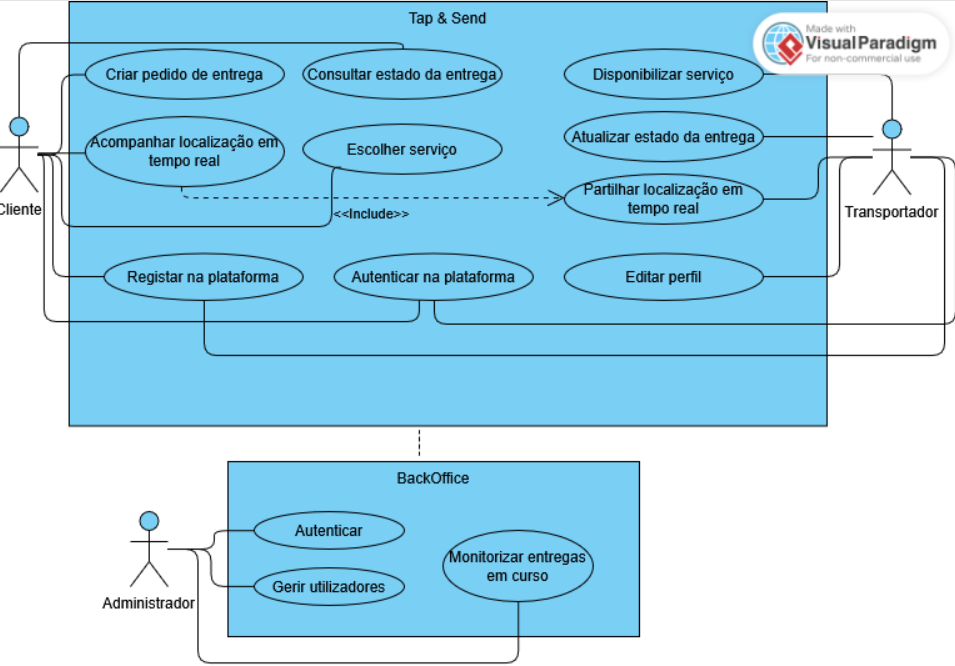 Tap & Send
Made with
VisualParadigm
For non-commercial use
Criar pedido de entrega
Consultar estado da entrega
Disponibilizar serviço
Acompanhar localização em
tempo real
Escolher serviço
Atualizar estado da entrega
Partilhar localização em
tempo real
<<Include>>
Cliente
Transportador
Registar na plataforma
Autenticar na plataforma
Editar perfil
BackOffice
Autenticar
Monitorizar entregas
em curso
Gerir utilizadores
Administrador